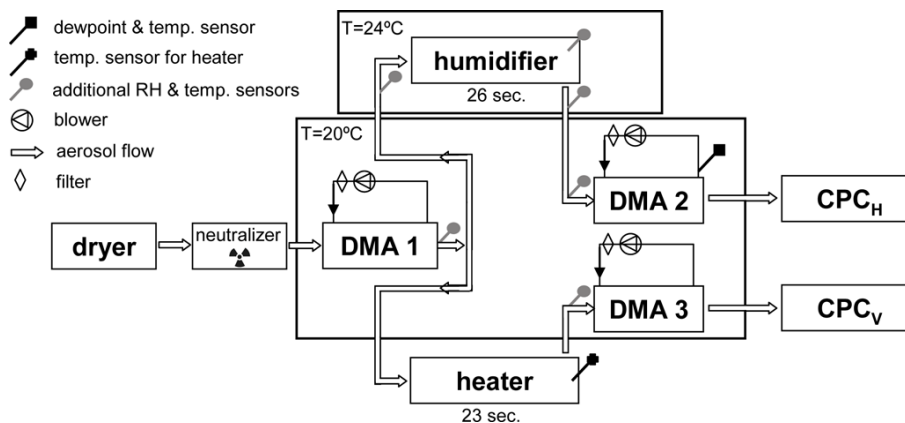 dewpoint & temp. sensor
temp. sensor for heater
additional RH & temp. sensors
blower
aerosol flow
filter
T=24ºC
humidifier
26 sec.
T=20ºC
dryer
neutralizer
DMA 1
DMA 2
CPCH
DMA 3
CPCV
heater
23 sec.